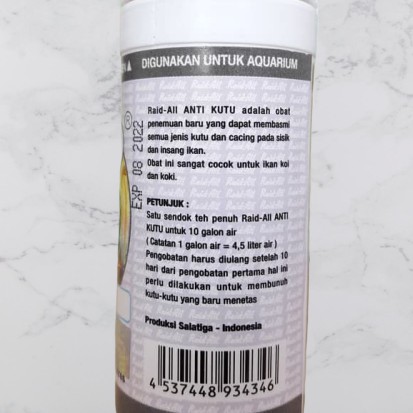 ▲ DIGUNAKAN UNTUK AQUARIUM
Raid-All ANTI KUTU adalah obat
penemuan baru yang dapat membasmi
semua jenis kutu dan cacing pada sisik
dan insang ikan.
Obat ini sangat cocok untuk ikan koi
dan koki.
PETUNJUK :
Satu sendok teh penuh Raid-All ANTI
KUTU untuk 10 galon air
( Catatan 1 galon air = 4,5 liter air )
Pengobatan harus diulang setelah 10
hari dari pengobatan pertama hal ini
perlu dilakukan untuk membunuh
kutu-kutu yang baru menetas
Produksi Salatiga - Indonesia
4 537448 934346
EXP 08 2022
®